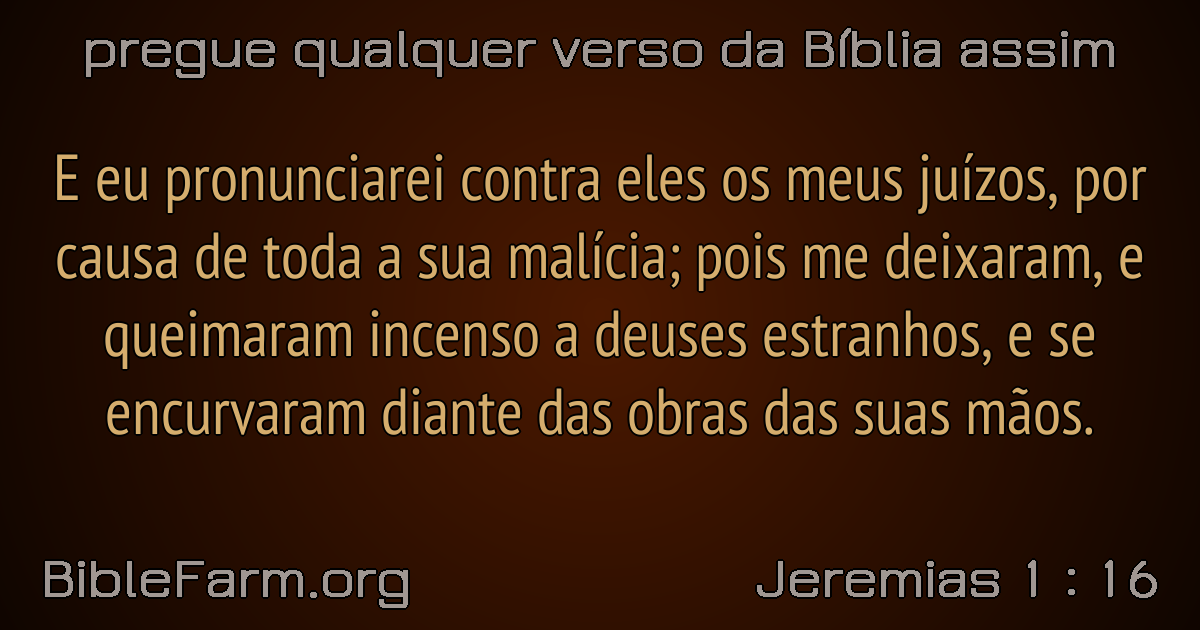 pregue qualquer verso da Bíblia assim
E eu pronunciarei contra eles os meus juízos, por
causa de toda a sua malícia; pois me deixaram, e
queimaram incenso a deuses estranhos, e se
encurvaram diante das obras das suas mãos.
BibleFarm.org
Jeremias 1 : 16